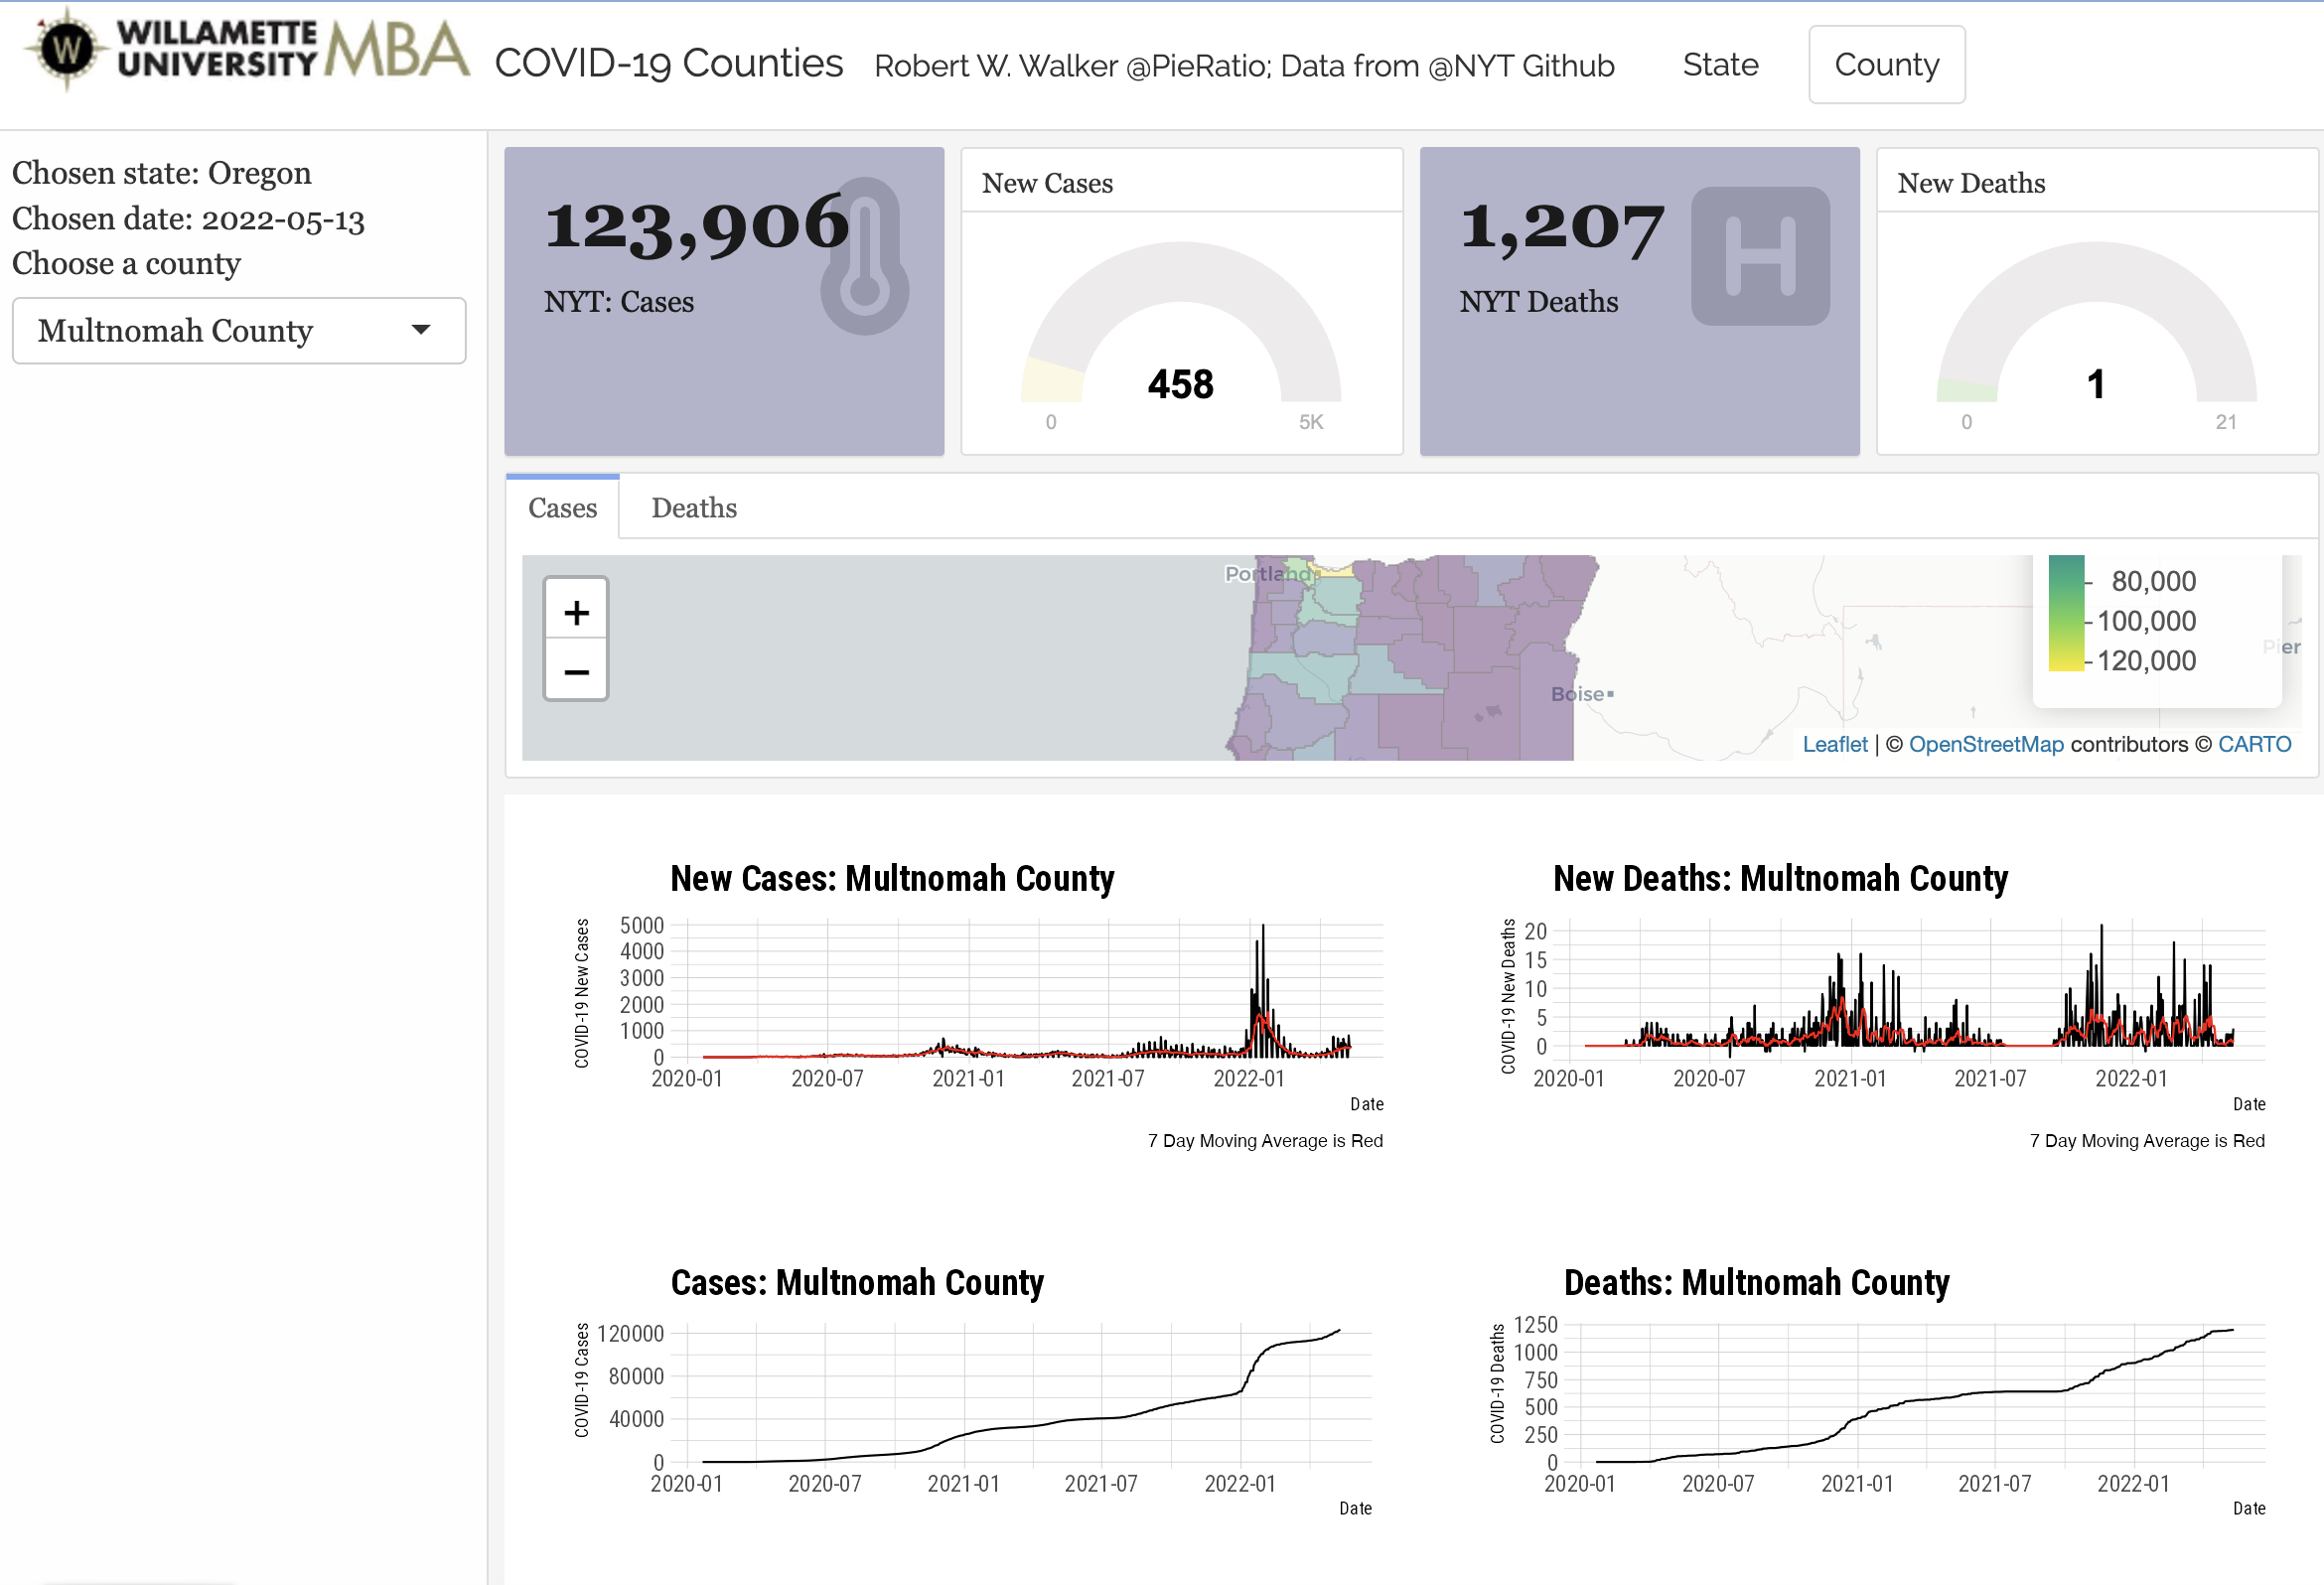 W WILLAMETTE UNIVERSITY MBA
COVID-19 Counties
Robert W. Walker @PieRatio; Data from @NYT Github
State
County
Chosen state: Oregon
Chosen date: 2022-05-13
Choose a county
Multnomah County
123,906
NYT: Cases
New Cases
458
0
5K
1,207
NYT Deaths
H
New Deaths
1
0
21
Cases
Deaths
+
−
Portland
Boise
80,000
100,000
120,000
Pier
Leaflet | © OpenStreetMap contributors © CARTO
New Cases: Multnomah County
COVID-19 New Cases
5000
4000
3000
2000
1000
0
2020-01
2020-07
2021-01
2021-07
2022-01
Date
7 Day Moving Average is Red
New Deaths: Multnomah County
COVID-19 New Deaths
20
15
10
5
0
2020-01
2020-07
2021-01
2021-07
2022-01
Date
7 Day Moving Average is Red
Cases: Multnomah County
COVID-19 Cases
120000
80000
40000
0
2020-01
2020-07
2021-01
2021-07
2022-01
Date
Deaths: Multnomah County
COVID-19 Deaths
1250
1000
750
500
250
0
2020-01
2020-07
2021-01
2021-07
2022-01
Date